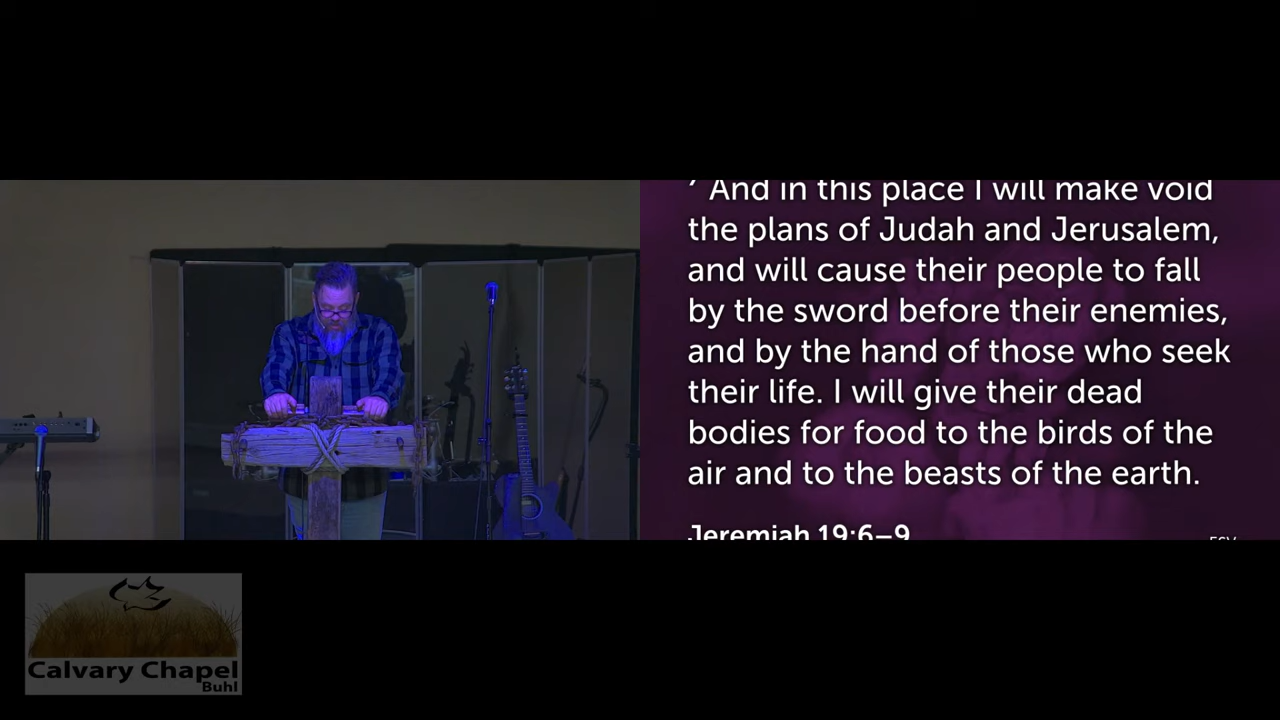 7 And in this place I will make void
the plans of Judah and Jerusalem,
and will cause their people to fall
by the sword before their enemies,
and by the hand of those who seek
their life. I will give their dead
bodies for food to the birds of the
air and to the beasts of the earth.
Jeremiah 19:6–9
ESV
Calvary Chapel
Buhl